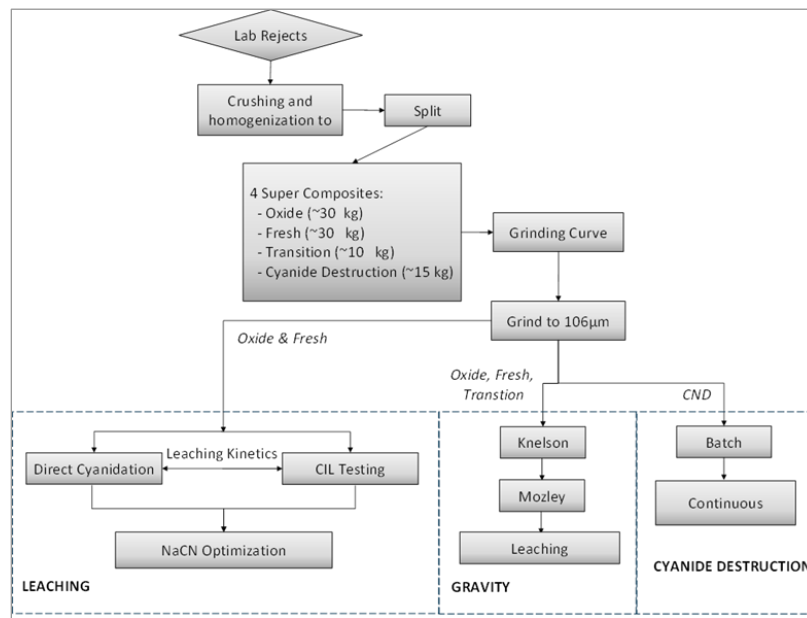 Lab Rejects
Crushing and
homogenization to
Split
4 Super Composites:
- Oxide (~30 kg)
- Fresh (~30 kg)
- Transition (~10 kg)
- Cyanide Destruction (~15 kg)
Grinding Curve
Grind to 106µm
Oxide & Fresh
Oxide, Fresh,
Transtion
CND
Direct Cyanidation
Leaching Kinetics
CIL Testing
NaCN Optimization
LEACHING
Knelson
Mozley
Leaching
GRAVITY
Batch
Continuous
CYANIDE DESTRUCTION